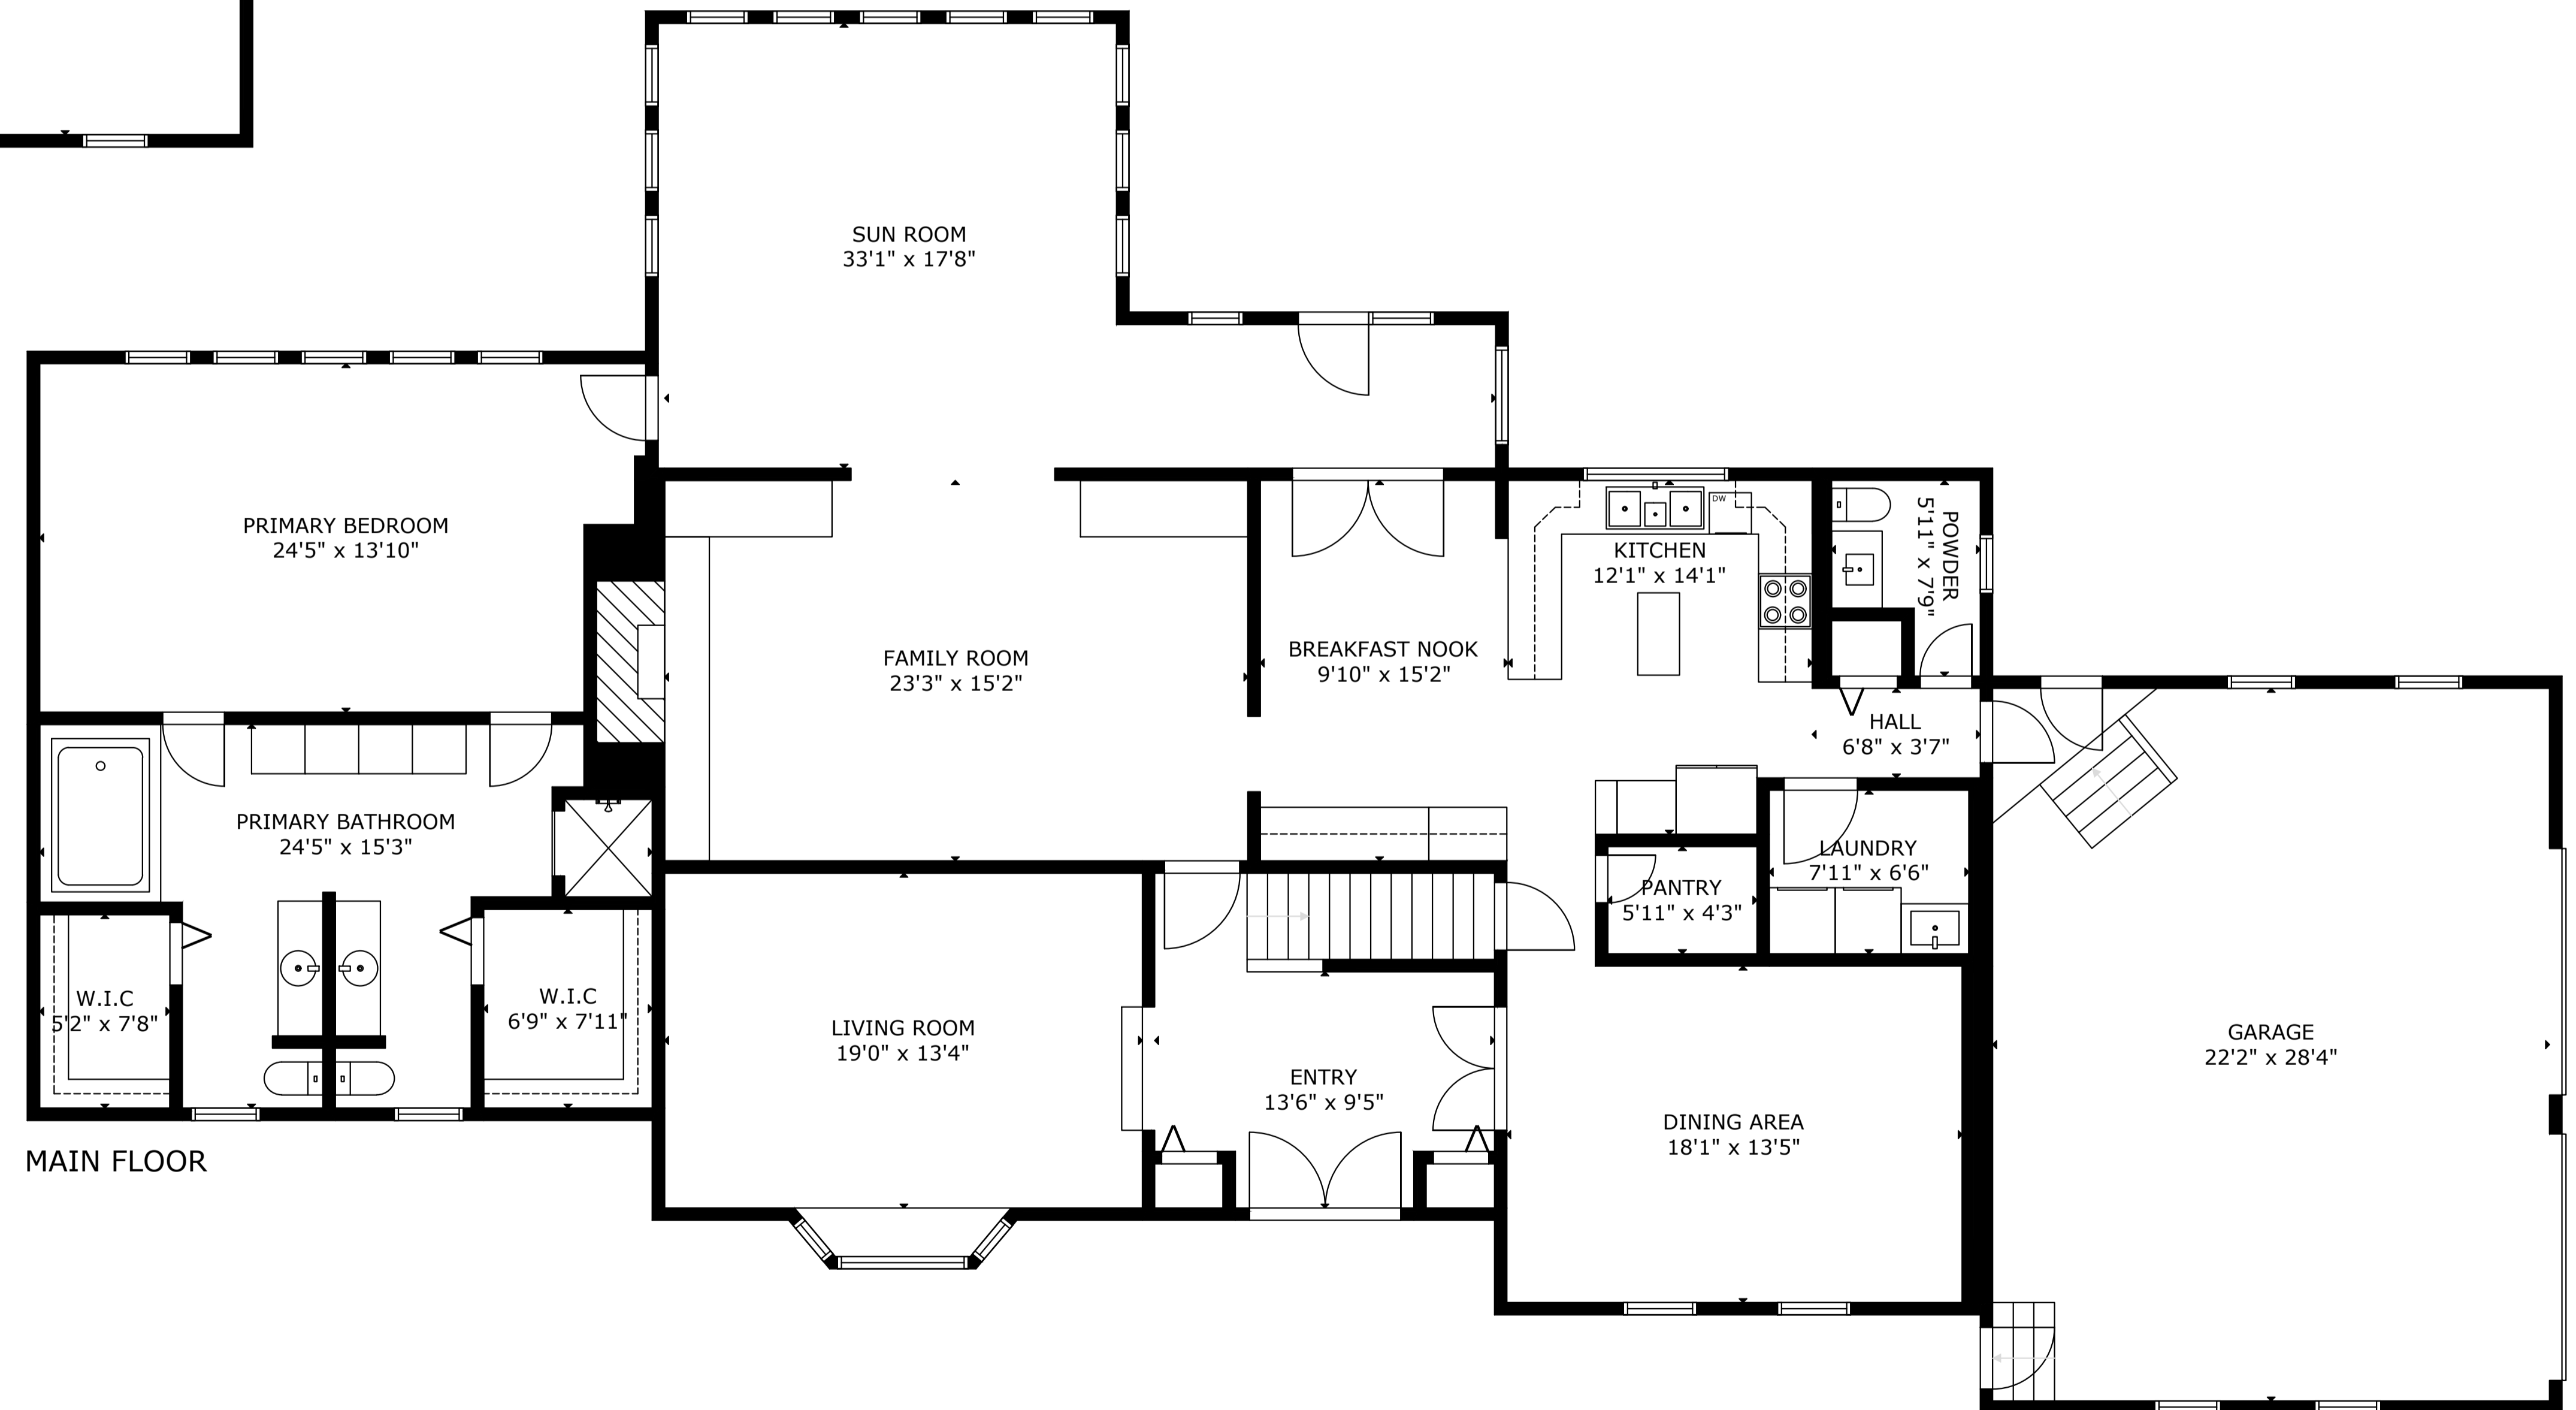 SUN ROOM
33'1" x 17'8"
PRIMARY BEDROOM
24'5" x 13'10"
DW
KITCHEN
12'1" x 14'1"
POWDER
5'11" x 7'9"
FAMILY ROOM
23'3" x 15'2"
BREAKFAST NOOK
9'10" x 15'2"
HALL
6'8" x 3'7"
PRIMARY BATHROOM
24'5" x 15'3"
LAUNDRY
7'11" x 6'6"
PANTRY
5'11" x 4'3"
W.I.C
5'2" x 7'8"
W.I.C
6'9" x 7'11"
LIVING ROOM
19'0" x 13'4"
ENTRY
13'6" x 9'5"
GARAGE
22'2" x 28'4"
DINING AREA
18'1" x 13'5"
MAIN FLOOR